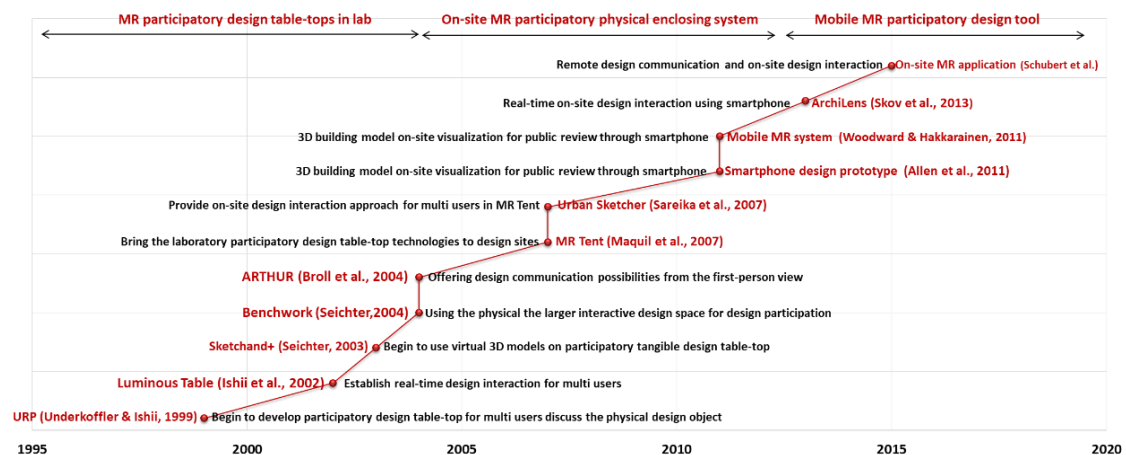 MR participatory design table-tops in lab On-site MR participatory physical enclosing system Mobile MR participatory design tool
Remote design communication and on-site design interaction On-site MR application (Schubert et al.)
Real-time on-site design interaction using smartphone ArchiLens (Skov et al., 2013)
3D building model on-site visualization for public review through smartphone Mobile MR system (Woodward & Hakkarainen, 2011)
3D building model on-site visualization for public review through smartphone Smartphone design prototype (Allen et al., 2011)
Provide on-site design interaction approach for multi users in MR Tent Urban Sketcher (Sareika et al., 2007)
Bring the laboratory participatory design table-top technologies to design sites MR Tent (Maquil et al., 2007)
ARTHUR (Broll et al., 2004) Offering design communication possibilities from the first-person view
Benchwork (Seichter,2004) Using the physical the larger interactive design space for design participation
Sketchand+ (Seichter, 2003) Begin to use virtual 3D models on participatory tangible design table-top
Luminous Table (Ishii et al., 2002) Establish real-time design interaction for multi users
URP (Underkoffler & Ishii, 1999) Begin to develop participatory design table-top for multi users discuss the physical design object
1995 2000 2005 2010 2015 2020